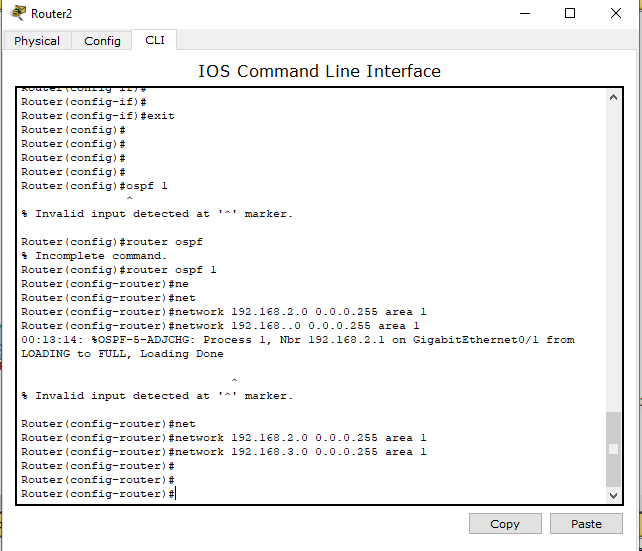 Router2
Physical Config CLI
IOS Command Line Interface
Router(config-if)#
Router(config-if)#
Router(config-if)#exit
Router(config)#
Router(config)#
Router(config)#
Router(config)#
Router(config)#ospf 1
^
% Invalid input detected at '^' marker.
Router(config)#router ospf
% Incomplete command.
Router(config)#router ospf 1
Router(config-router)#ne
Router(config-router)#net
Router(config-router)#network 192.168.2.0 0.0.0.255 area 1
Router(config-router)#network 192.168..0 0.0.0.255 area 1
00:13:14: %OSPF-5-ADJCHG: Process 1, Nbr 192.168.2.1 on GigabitEthernet0/1 from
LOADING to FULL, Loading Done
^
% Invalid input detected at '^' marker.
Router(config-router)#net
Router(config-router)#network 192.168.2.0 0.0.0.255 area 1
Router(config-router)#network 192.168.3.0 0.0.0.255 area 1
Router(config-router)#
Router(config-router)#
Router(config-router)#
Copy Paste